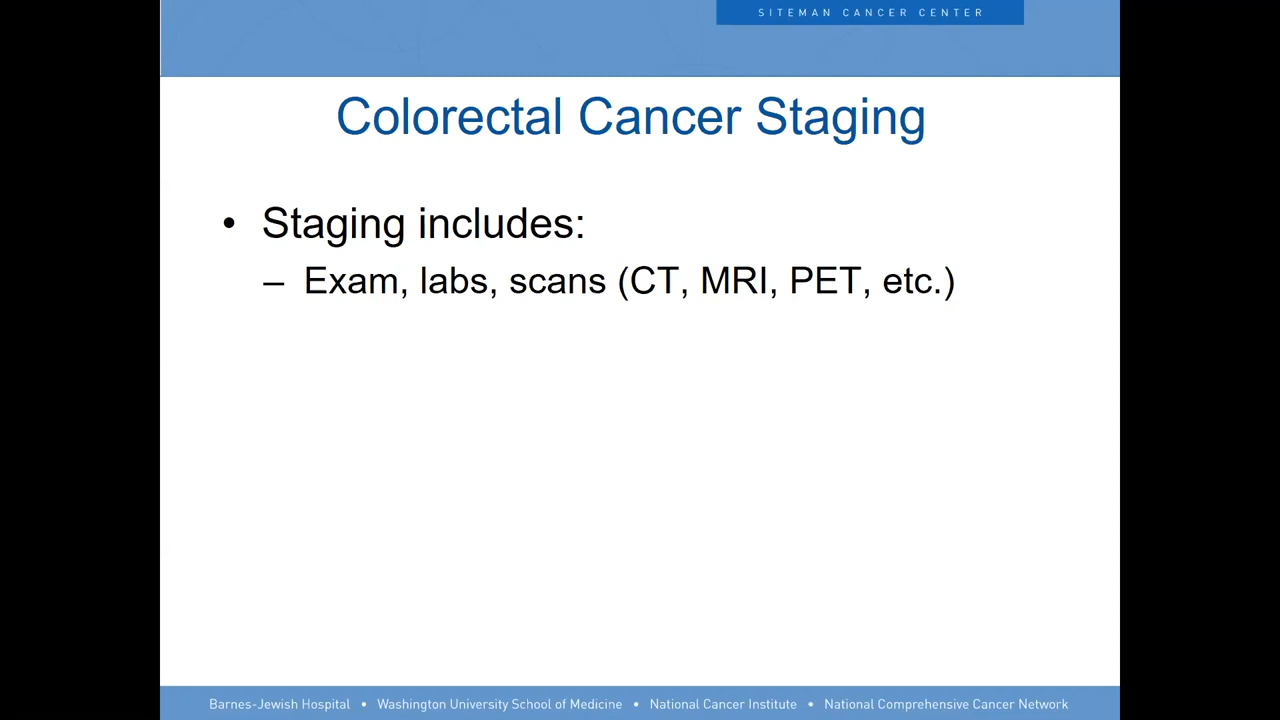 SITEMAN CANCER CENTER
Colorectal Cancer Staging
• Staging includes:
– Exam, labs, scans (CT, MRI, PET, etc.)
Barnes-Jewish Hospital • Washington University School of Medicine • National Cancer Institute • National Comprehensive Cancer Network